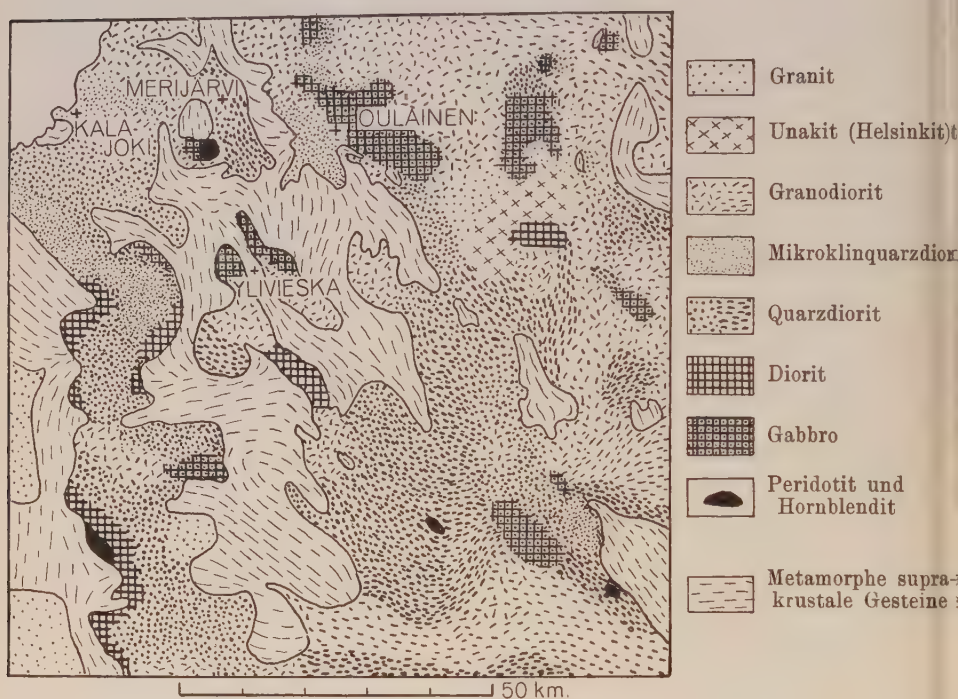 MERIJÄRVI
OULAINEN
KALA
JOKI
YLIVIESKA
50 km.
Granit
Unakit (Helsinkit)t
Granodiorit
Mikroklinquarzdior
Quarzdiorit
Diorit
Gabbro
Peridotit und
Hornblendit
Metamorphe supra-
krustale Gesteine